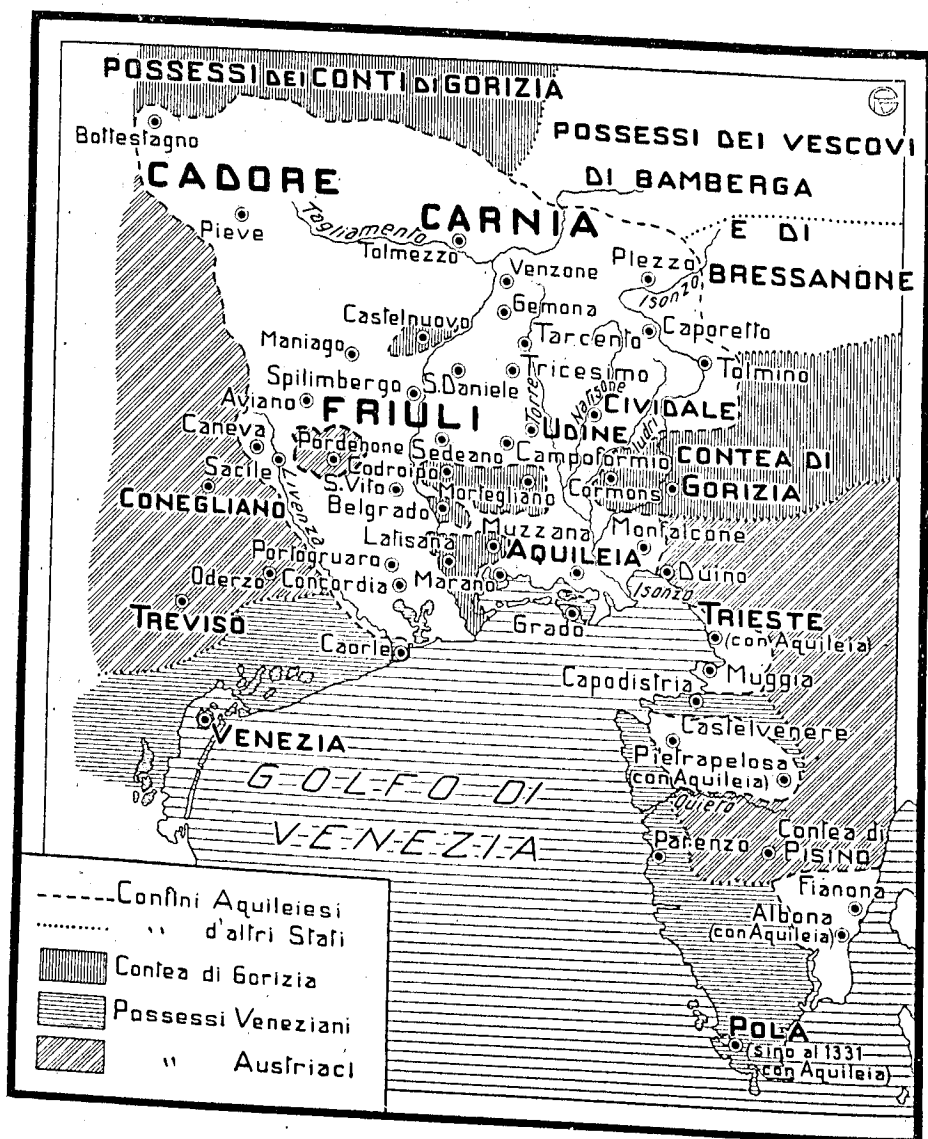 POSSESSI DEI CONTI DI GORIZIA
Bottestagno
POSSESSI DEI VESCOVI
DI BAMBERGA
CADORE
CARNIA
E DI
BRESSANONE
Pieve
Tagliamento
Tolmezzo
Venzone
Plezzo
Isonzo
Gemona
Castelnuovo
Tarcento
Caporetto
Maniago
Tricesimo
Tolmino
Spilimbergo
S.Daniele
Torre
Natisone
Aviano
FRIULI
CIVIDALE
UDINE
Judri
Caneva
Pordenone
Sedeano
Campoformio
CONTEA DI
GORIZIA
Sacile
Codroipo
S.Vito
Mortegliano
Cormons
CONEGLIANO
Livenza
Belgrado
Muzzana
Monfalcone
Latisana
AQUILEIA
Portogruaro
Duino
Oderzo
Concordia
Marano
Isonzo
TREVISO
Grado
TRIESTE
(con Aquileia)
Caorle
Muggia
Capodistria
VENEZIA
Castelvenere
Pietrapelosa
(con Aquileia)
GOLFO DI
VENEZIA
Quieto
Parenzo
Contea di
PISINO
Fianona
Albona
(con Aquileia)
POLA
(sino al 1331
con Aquileia)
Confini Aquileiesi
" d'altri Stati
Contea di Gorizia
Possessi Veneziani
" Austriaci